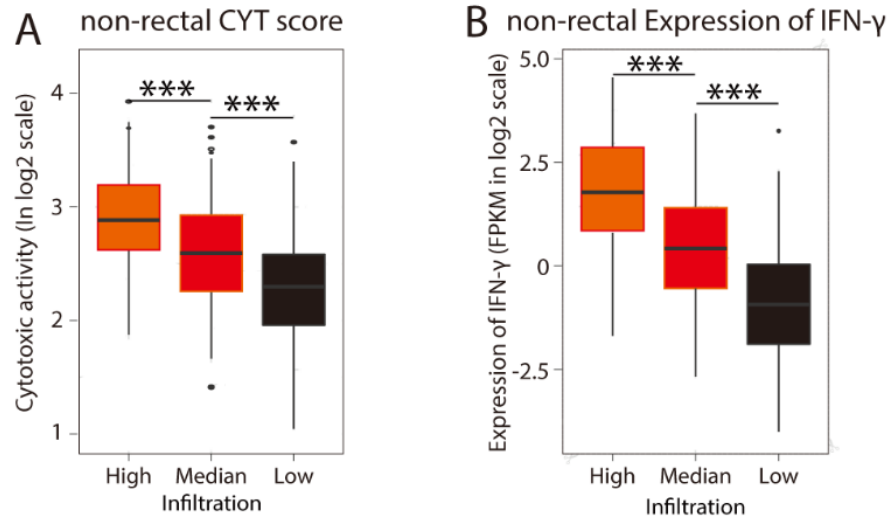 A
non-rectal CYT score
Cytotoxic activity (In log2 scale)
4
3
2
1
***
***
High Median Low
Infiltration
B
non-rectal Expression of IFN-γ
Expression of IFN-γ (FPKM in log2 scale)
5.0
2.5
0
-2.5
***
***
High Median Low
Infiltration